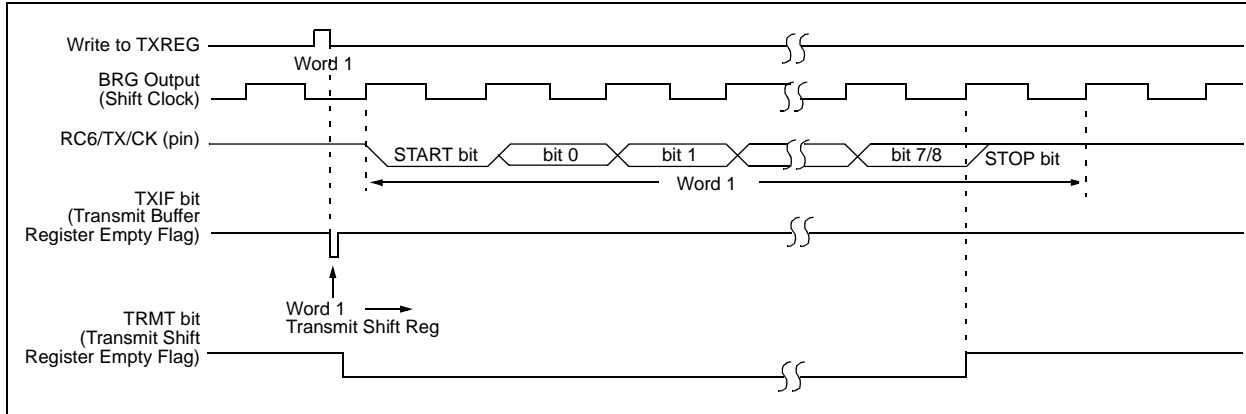 Write to TXREG
Word 1
BRG Output
(Shift Clock)
RC6/TX/CK (pin)
START bit
bit 0
bit 1
bit 7/8
STOP bit
Word 1
TXIF bit
(Transmit Buffer
Register Empty Flag)
Word 1
Transmit Shift Reg
TRMT bit
(Transmit Shift
Register Empty Flag)